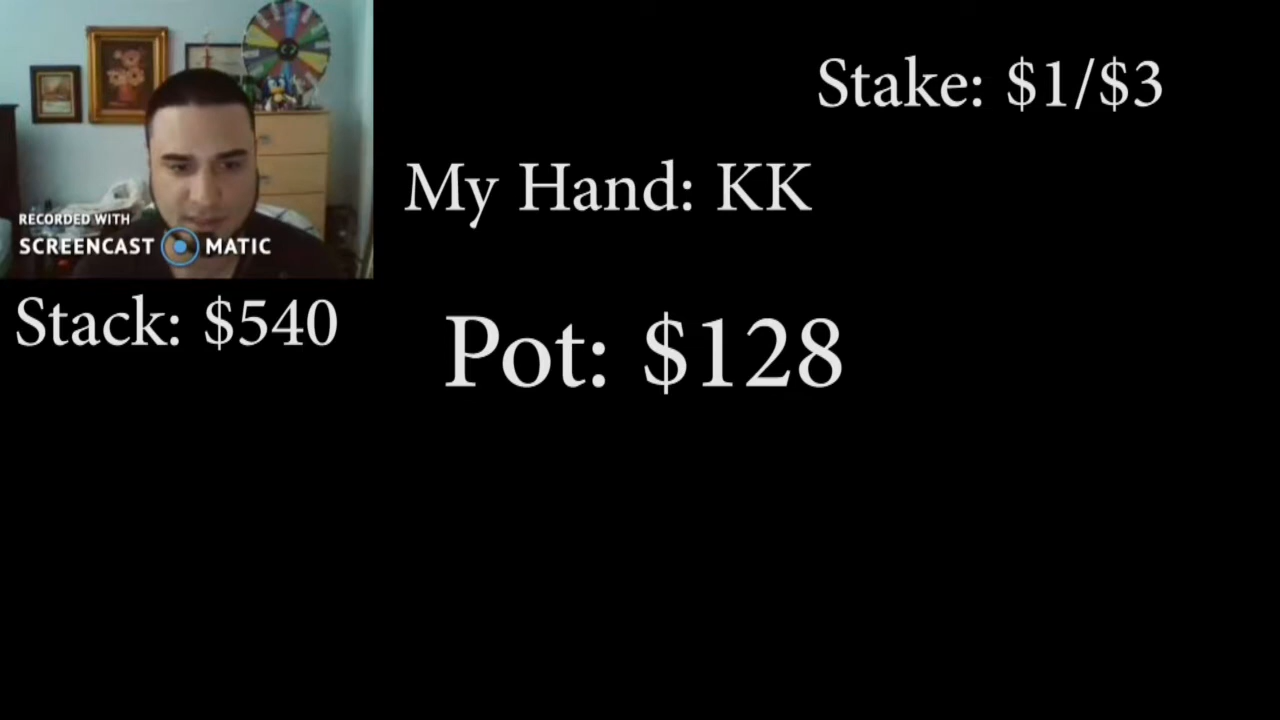 Stake: $1/$3
My Hand: KK
RECORDED WITH
SCREENCAST MATIC
Stack: $540
Pot: $128